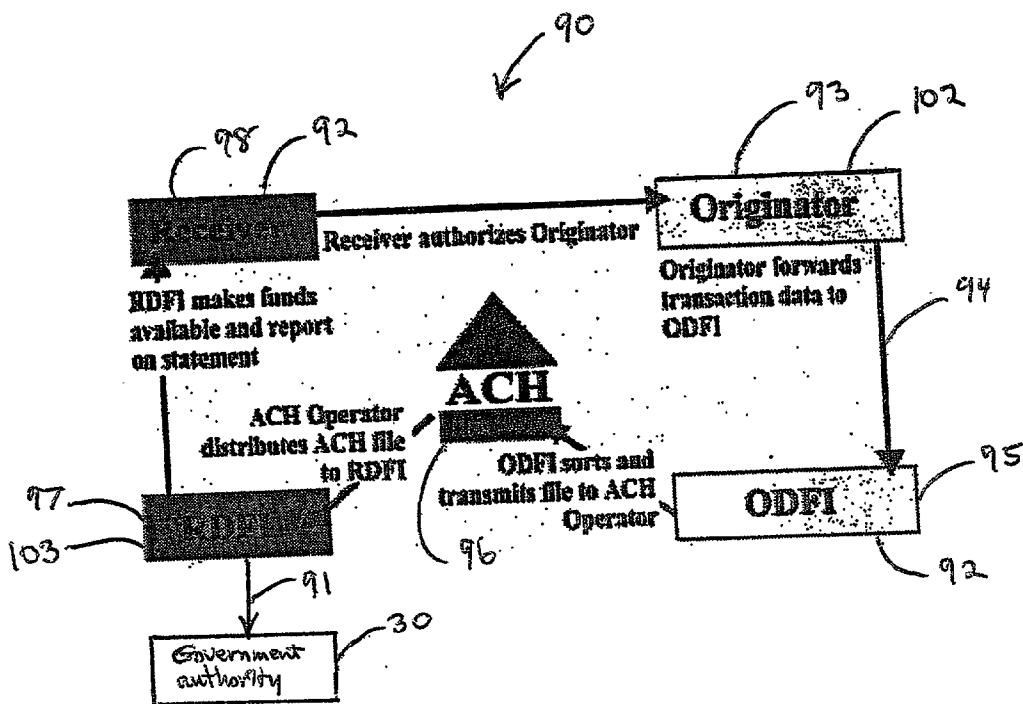 90
98
92
93
102
Receiver
Originator
Receiver authorizes Originator
RDFI makes funds
available and report
on statement
Originator forwards
transaction data to
ODFI
94
ACH
ACH Operator
distributes ACH file
to RDFI
ODFI sorts and
transmits file to ACH
Operator
97
103
RDFI
96
ODFI
95
92
91
30
Government
authority